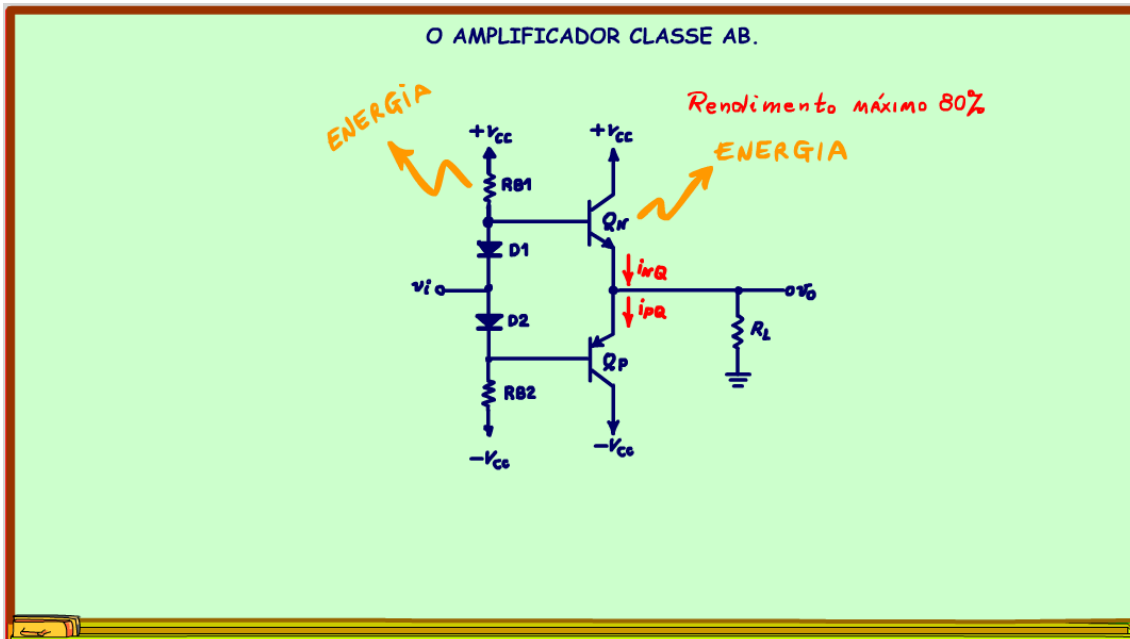 O AMPLIFICADOR CLASSE AB.
Rendimento máximo 80%
ENERGIA
ENERGIA
+Vcc
+Vcc
RB1
QN
D1
iNQ
vi
vo
iPQ
D2
RL
QP
RB2
-Vcc
-Vcc